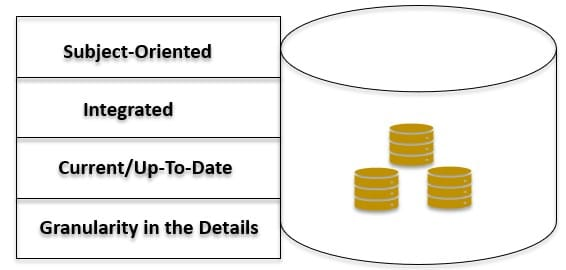 Subject-Oriented
Integrated
Current/Up-To-Date
Granularity in the Details